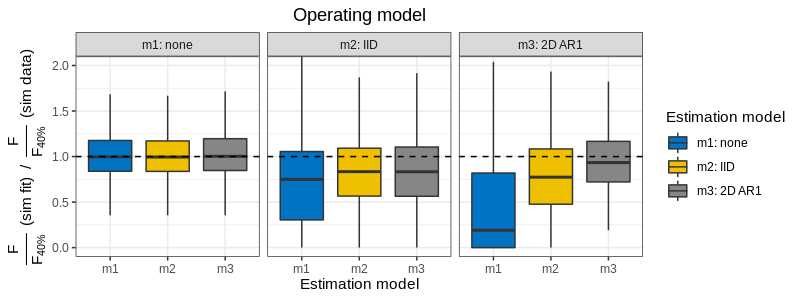 Operating model
m1: none
m2: IID
m3: 2D AR1
F/F40% (sim fit) / F/F40% (sim data)
2.0
1.5
1.0
0.5
0.0
m1 m2 m3
m1 m2 m3
m1 m2 m3
Estimation model
Estimation model
m1: none
m2: IID
m3: 2D AR1